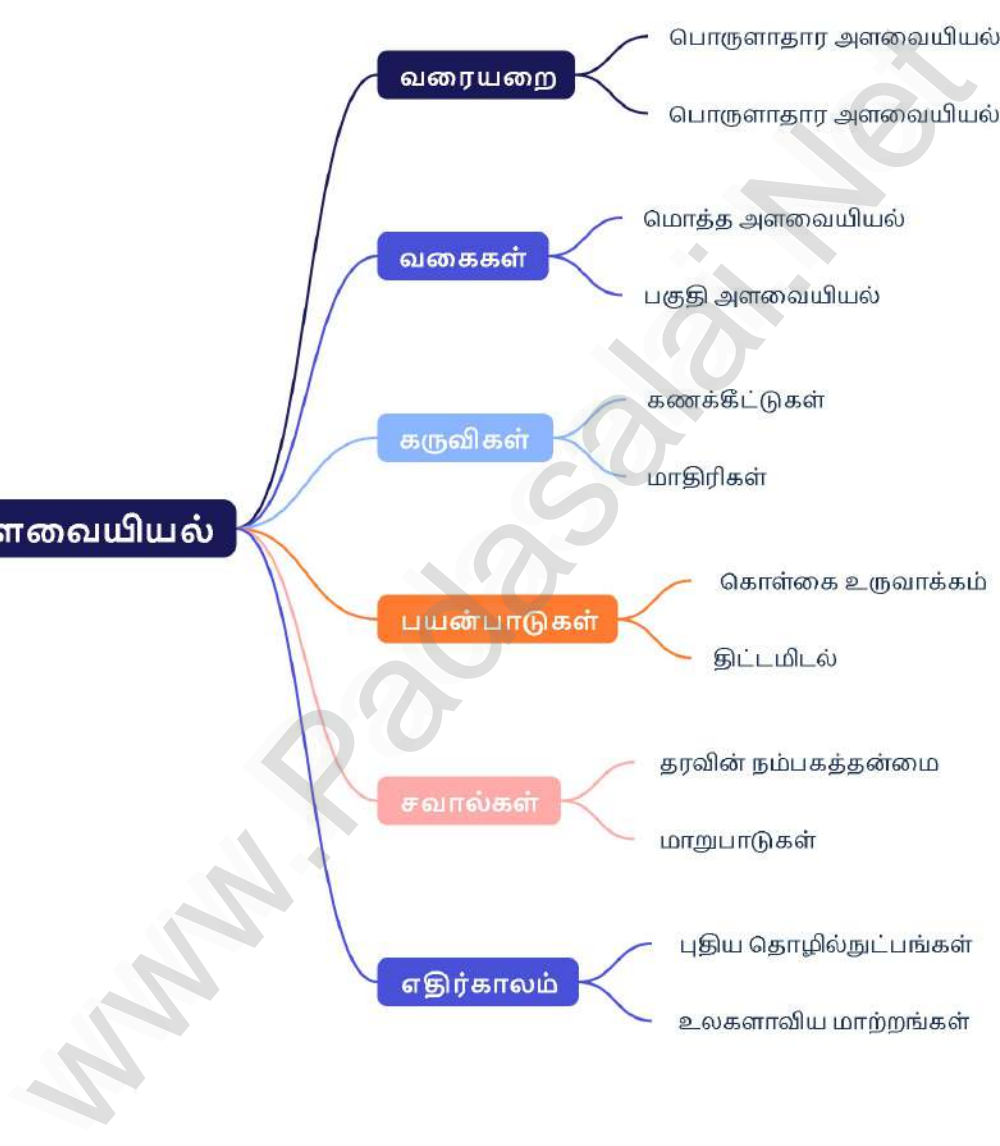 பொருளாதார அளவையியல்
வரையறை
பொருளாதார அளவையியல்
மொத்த அளவையியல்
வகைகள்
பகுதி அளவையியல்
கணக்கீட்டுகள்
கருவிகள்
மாதிரிகள்
ளவையியல்
கொள்கை உருவாக்கம்
பயன்பாடுகள்
திட்டமிடல்
தரவின் நம்பகத்தன்மை
சவால்கள்
மாறுபாடுகள்
புதிய தொழில்நுட்பங்கள்
எதிர்காலம்
உலகளாவிய மாற்றங்கள்
www.Padasalai.Net